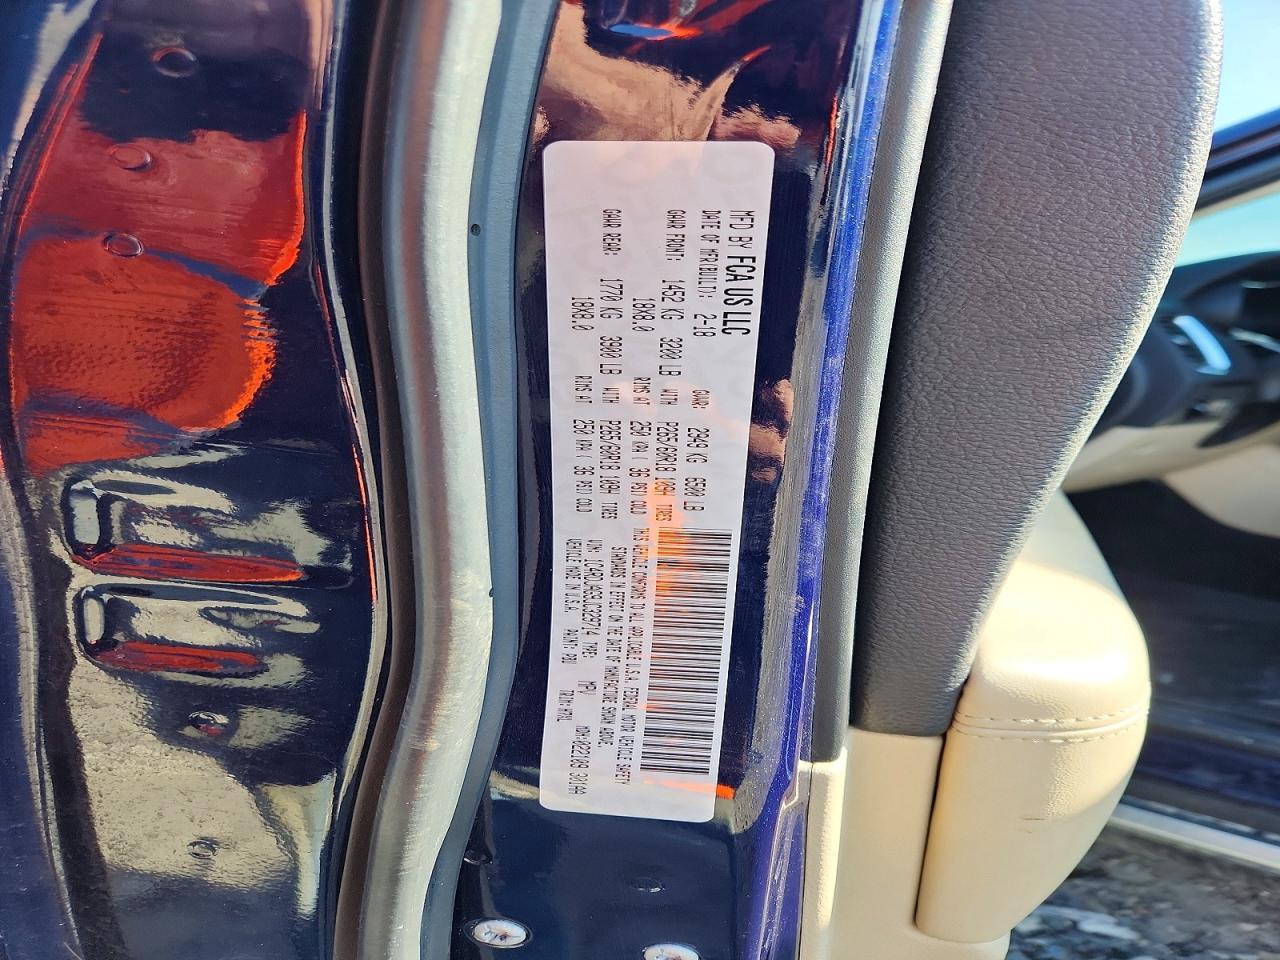 MFD BY FCA US LLC
DATE OF MFR(BUILT): 2-18 GVWR: 2949 KG 6500 LB
GAWR FRONT: 1452 KG 3200 LB WITH P265/60R18 109H TIRES
18X8.0 RIMS AT 250 KPA( 36 PSI) COLD
GAWR REAR: 1770 KG 3900 LB WITH P265/60R18 109H TIRES
18X8.0 RIMS AT 250 KPA( 36 PSI) COLD
THIS VEHICLE CONFORMS TO ALL APPLICABLE U.S.A. FEDERAL MOTOR VEHICLE SAFETY
STANDARDS IN EFFECT ON THE DATE OF MANUFACTURE SHOWN ABOVE.
VIN: TYPE: MPV MDH:
VEHICLE MADE IN U.S.A. PAINT: TRIM: